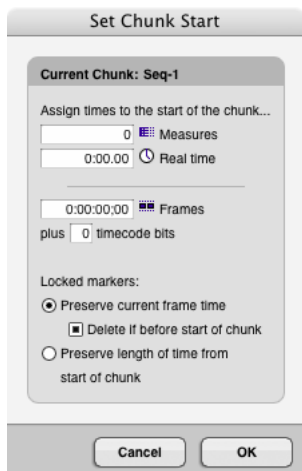 Set Chunk Start
Current Chunk: Seq-1
Assign times to the start of the chunk...
0 Measures
0:00.00 Real time
0:00:00;00 Frames
plus 0 timecode bits
Locked markers:
Preserve current frame time
Delete if before start of chunk
Preserve length of time from
start of chunk
Cancel OK